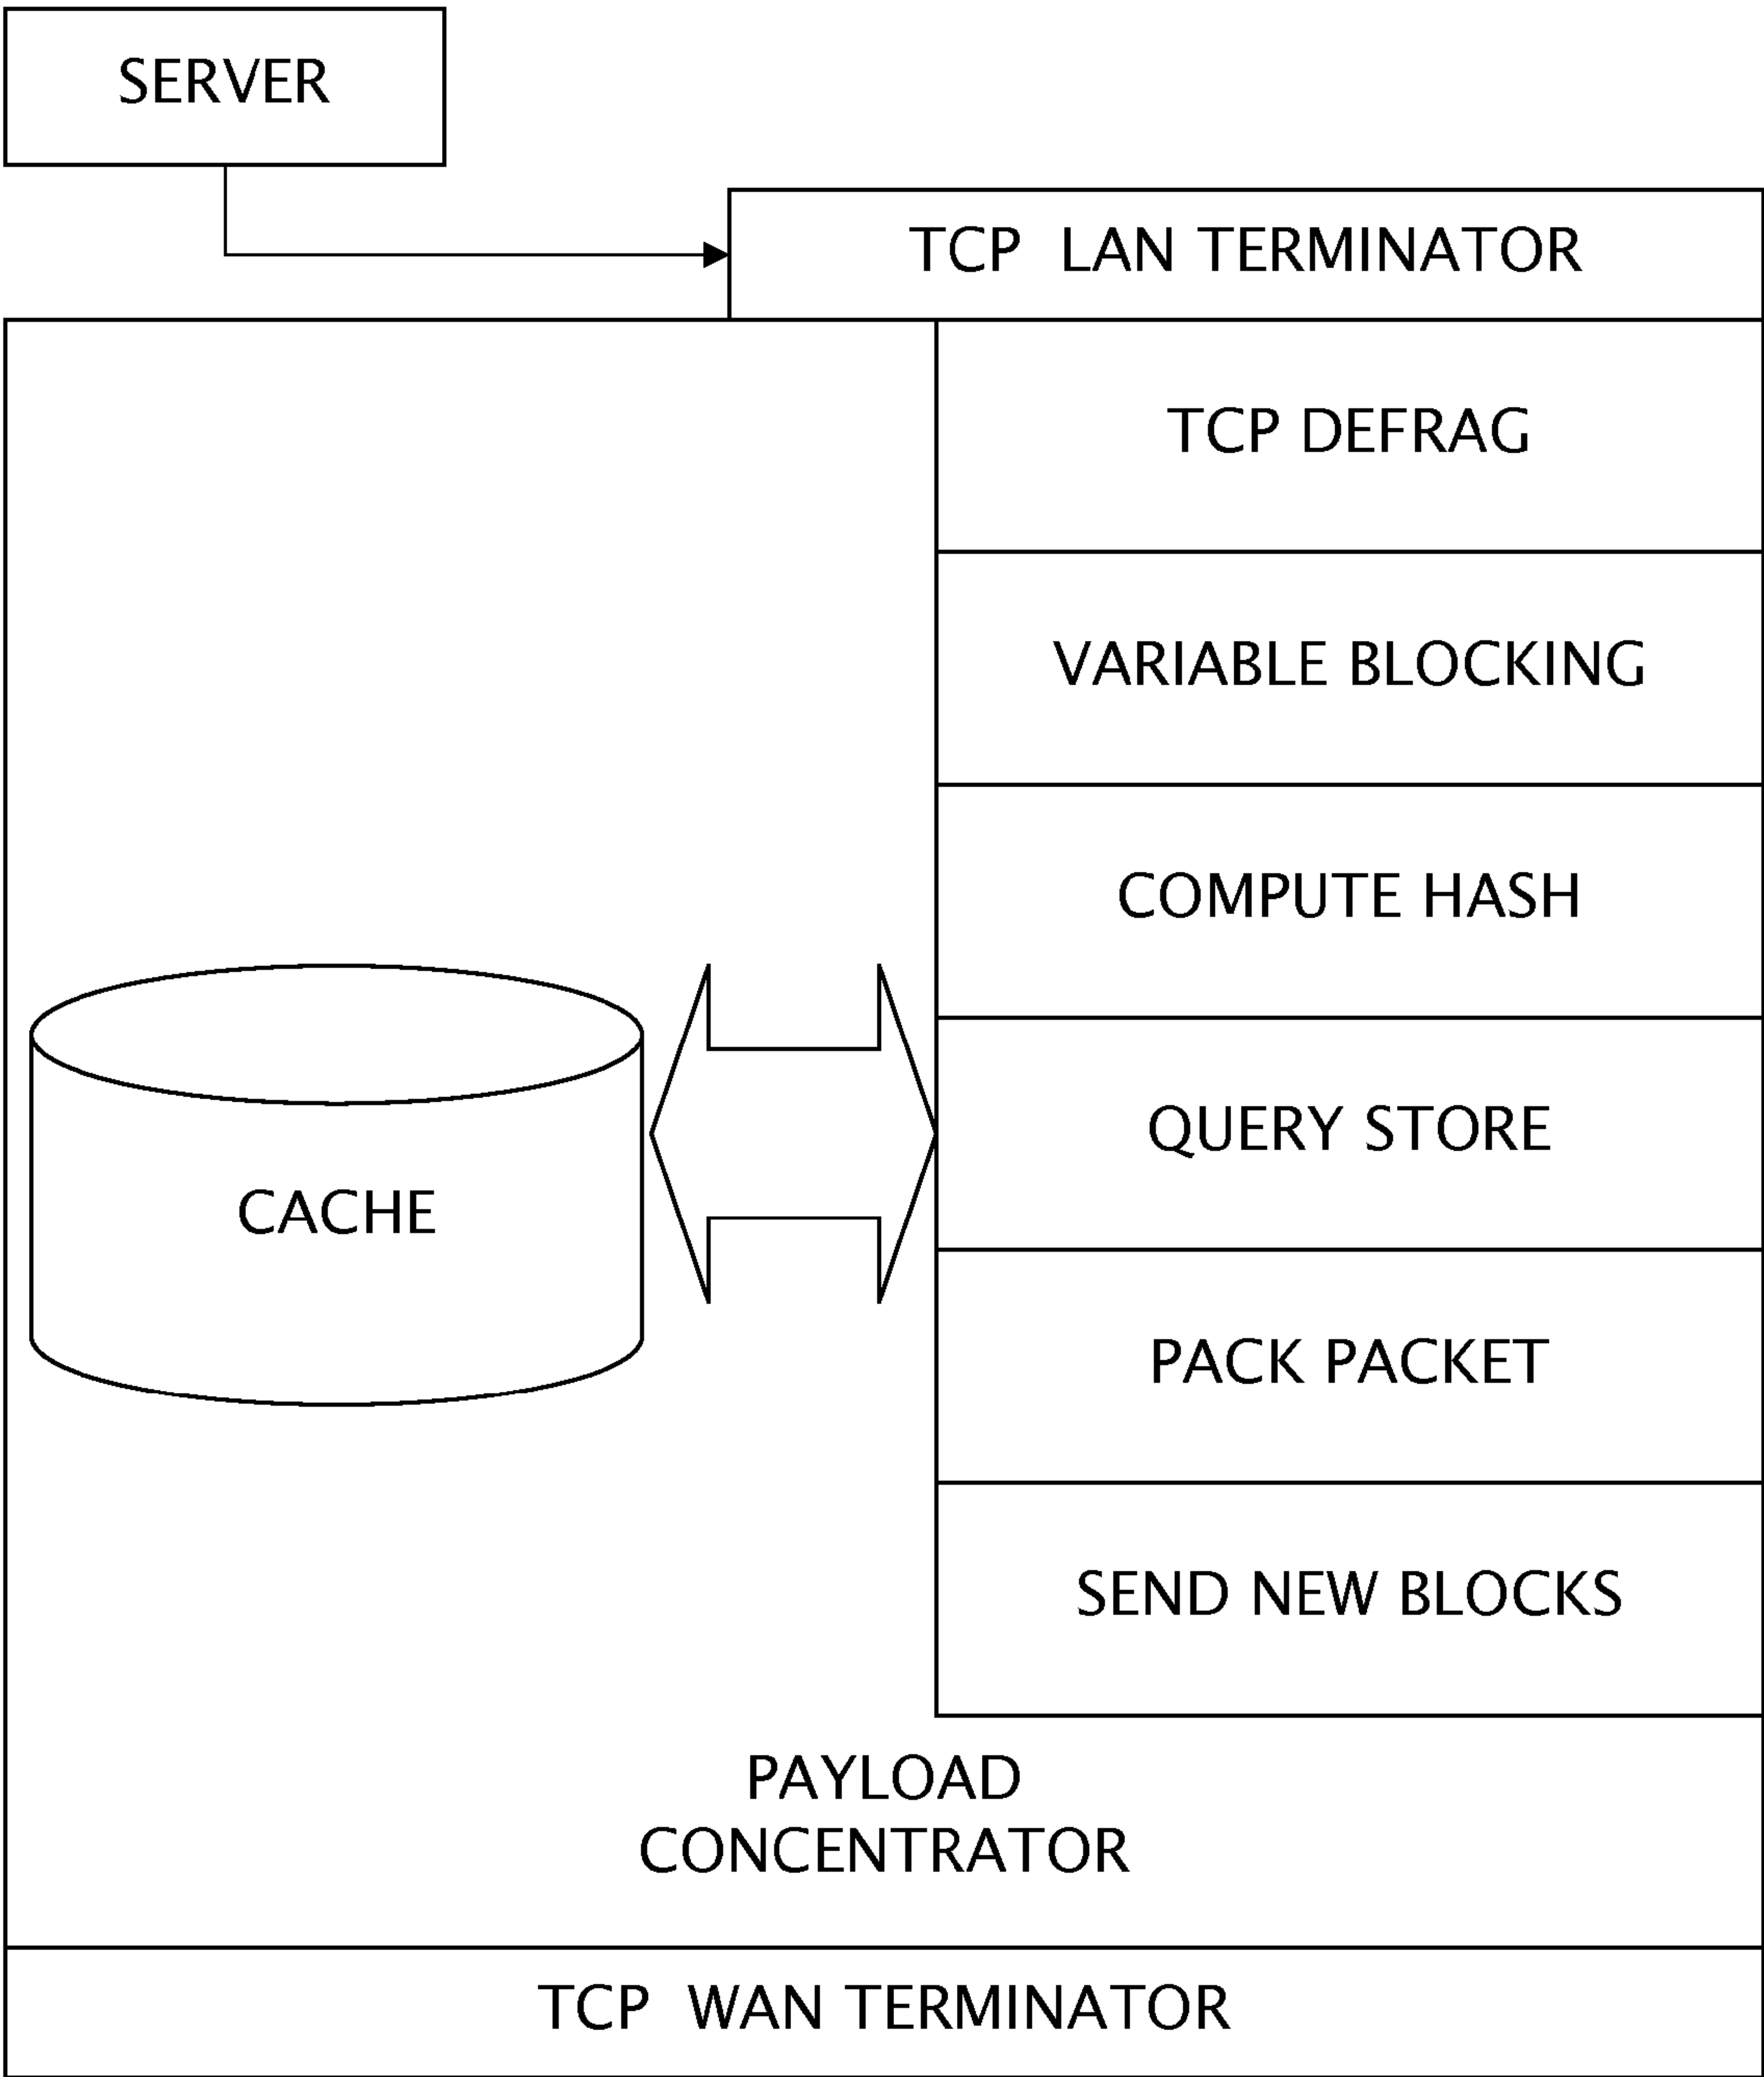 SERVER
TCP LAN TERMINATOR
TCP DEFRAG
VARIABLE BLOCKING
COMPUTE HASH
QUERY STORE
CACHE
PACK PACKET
SEND NEW BLOCKS
PAYLOAD
CONCENTRATOR
TCP WAN TERMINATOR